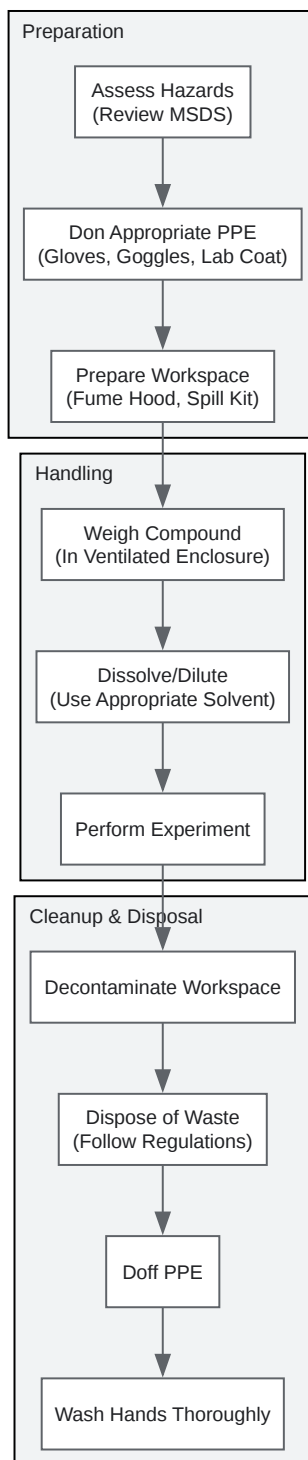 Preparation
Assess Hazards
(Review MSDS)
Don Appropriate PPE
(Gloves, Goggles, Lab Coat)
Prepare Workspace
(Fume Hood, Spill Kit)
Handling
Weigh Compound
(In Ventilated Enclosure)
Dissolve/Dilute
(Use Appropriate Solvent)
Perform Experiment
Cleanup & Disposal
Decontaminate Workspace
Dispose of Waste
(Follow Regulations)
Doff PPE
Wash Hands Thoroughly